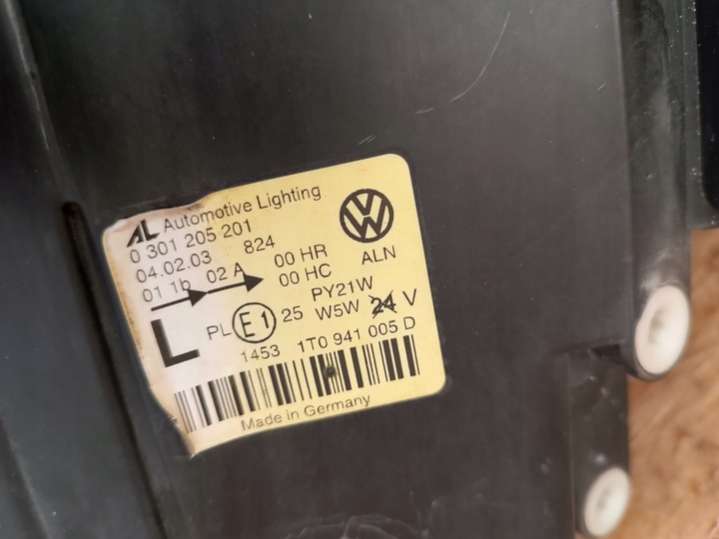 AL Automotive Lighting
0 301 205 201
04.02.03 824
01 1b 02 A 00 HR
00 HC ALN
PY21W
L PL E1 25 W5W 24 V
1453 1T0 941 005 D
Made in Germany